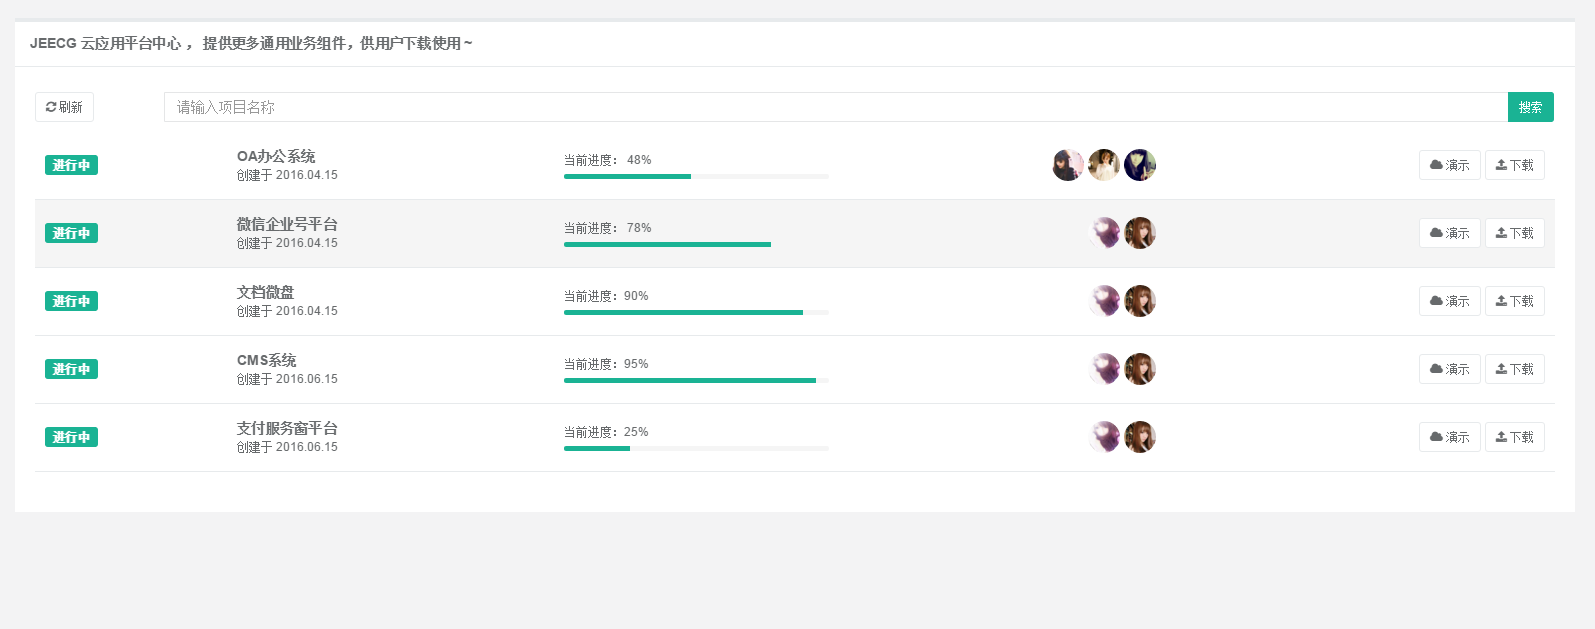 JEECG 云应用平台中心 ， 提供更多通用业务组件，供用户下载使用 ~
刷新 请输入项目名称 搜索
进行中 OA办公系统 当前进度： 48% 演示 下载
创建于 2016.04.15
进行中 微信企业号平台 当前进度： 78% 演示 下载
创建于 2016.04.15
进行中 文档微盘 当前进度：90% 演示 下载
创建于 2016.04.15
进行中 CMS系统 当前进度：95% 演示 下载
创建于 2016.06.15
进行中 支付服务窗平台 当前进度：25% 演示 下载
创建于 2016.06.15